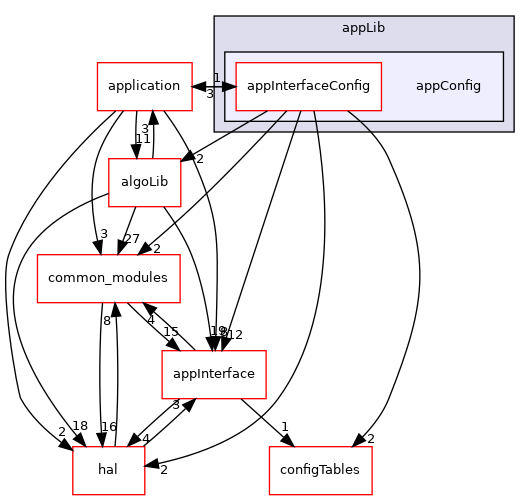 appLib
application
1
3
appInterfaceConfig
appConfig
3
11
2
algoLib
3
27
2
common_modules
8
4
15
19
12
appInterface
3
1
2
18
16
4
2
2
hal
configTables